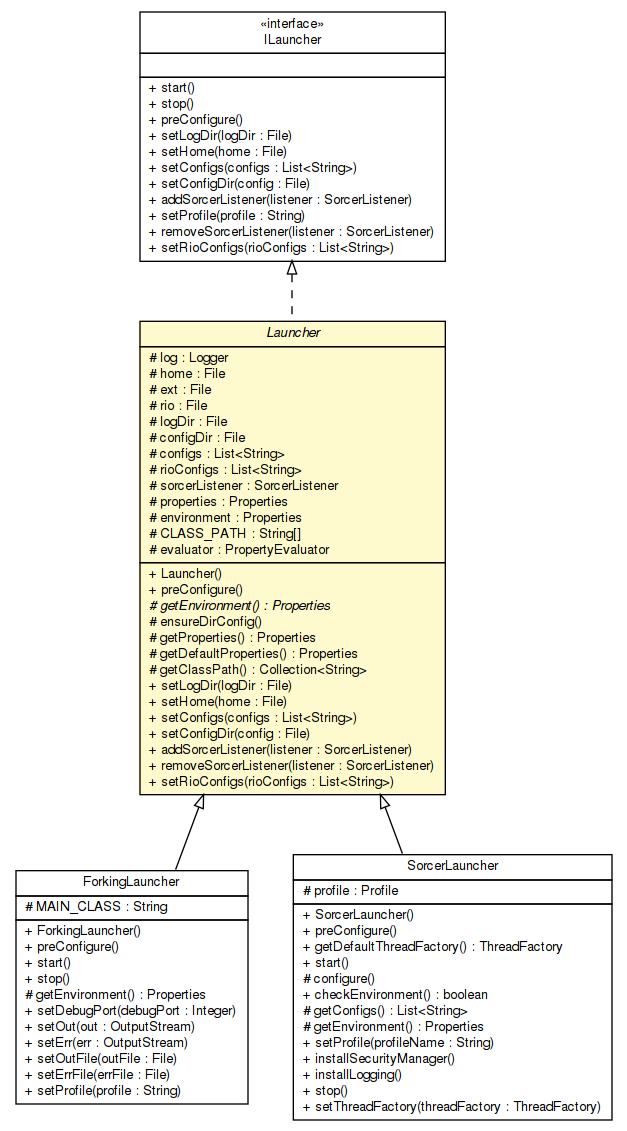 «interface»
ILauncher
+ start()
+ stop()
+ preConfigure()
+ setLogDir(logDir : File)
+ setHome(home : File)
+ setConfigs(configs : List<String>)
+ setConfigDir(config : File)
+ addSorcerListener(listener : SorcerListener)
+ setProfile(profile : String)
+ removeSorcerListener(listener : SorcerListener)
+ setRioConfigs(rioConfigs : List<String>)
Launcher
# log : Logger
# home : File
# ext : File
# rio : File
# logDir : File
# configDir : File
# configs : List<String>
# rioConfigs : List<String>
# sorcerListener : SorcerListener
# properties : Properties
# environment : Properties
# CLASS_PATH : String[]
# evaluator : PropertyEvaluator
+ Launcher()
+ preConfigure()
# getEnvironment() : Properties
# ensureDirConfig()
# getProperties() : Properties
# getDefaultProperties() : Properties
# getClassPath() : Collection<String>
+ setLogDir(logDir : File)
+ setHome(home : File)
+ setConfigs(configs : List<String>)
+ setConfigDir(config : File)
+ addSorcerListener(listener : SorcerListener)
+ removeSorcerListener(listener : SorcerListener)
+ setRioConfigs(rioConfigs : List<String>)
ForkingLauncher
# MAIN_CLASS : String
+ ForkingLauncher()
+ preConfigure()
+ start()
+ stop()
# getEnvironment() : Properties
+ setDebugPort(debugPort : Integer)
+ setOut(out : OutputStream)
+ setErr(err : OutputStream)
+ setOutFile(outFile : File)
+ setErrFile(errFile : File)
+ setProfile(profile : String)
SorcerLauncher
# profile : Profile
+ SorcerLauncher()
+ preConfigure()
+ getDefaultThreadFactory() : ThreadFactory
+ start()
# configure()
+ checkEnvironment() : boolean
# getConfigs() : List<String>
# getEnvironment() : Properties
+ setProfile(profileName : String)
+ installSecurityManager()
+ installLogging()
+ stop()
+ setThreadFactory(threadFactory : ThreadFactory)